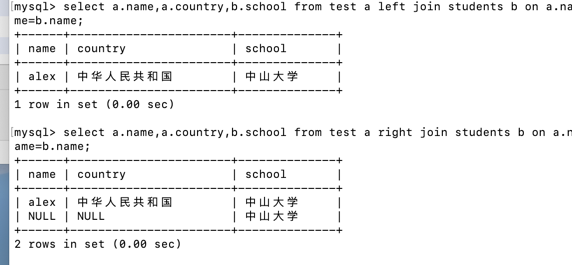 [mysql> select a.name,a.country,b.school from test a left join students b on a.na
me=b.name;
+------+-----------------------+--------------+
| name | country | school |
+------+-----------------------+--------------+
| alex | 中华人民共和国 | 中山大学 |
+------+-----------------------+--------------+
1 row in set (0.00 sec)
[mysql> select a.name,a.country,b.school from test a right join students b on a.n
ame=b.name;
+------+-----------------------+--------------+
| name | country | school |
+------+-----------------------+--------------+
| alex | 中华人民共和国 | 中山大学 |
| NULL | NULL | 中山大学 |
+------+-----------------------+--------------+
2 rows in set (0.00 sec)